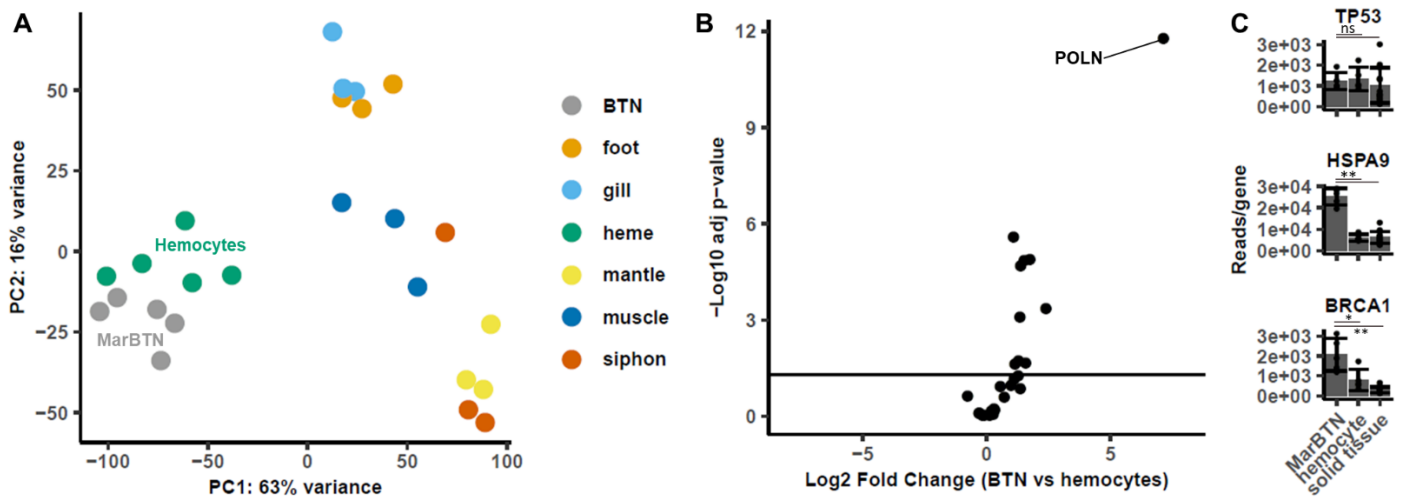 A
PC2: 16% variance
50
25
0
−25
−50
Hemocytes
MarBTN
−100
−50
0
50
100
PC1: 63% variance
BTN
foot
gill
heme
mantle
muscle
siphon
B
−Log10 adj p−value
12
9
6
3
0
POLN
−5
0
5
Log2 Fold Change (BTN vs hemocytes)
C
Reads/gene
TP53
ns
3e+03
2e+03
1e+03
0e+00
HSPA9
**
3e+04
2e+04
1e+04
0e+00
BRCA1
*
**
3e+03
2e+03
1e+03
0e+00
MarBTN
hemocyte
solid tissue